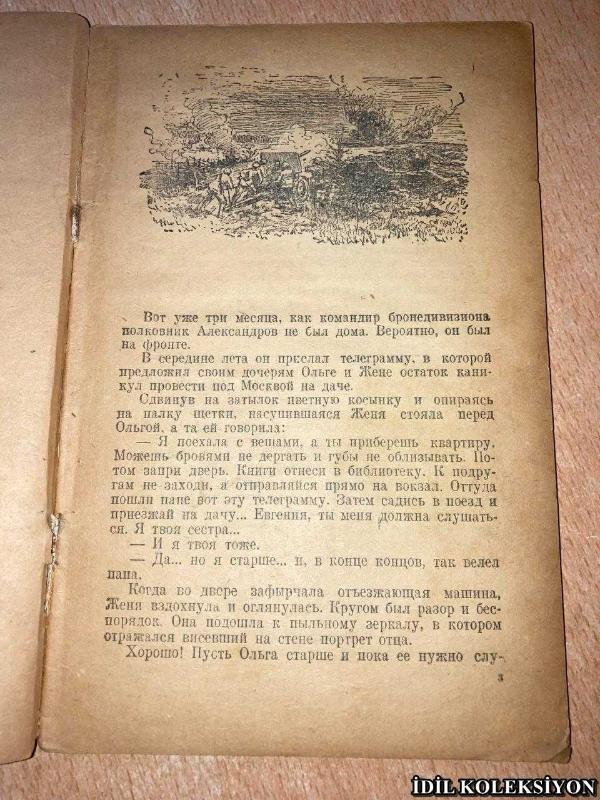 Вот уже три месяца, как командир бронедивизиона
полковник Александров не был дома. Вероятно, он был
на фронте.
В середине лета он прислал телеграмму, в которой
предложил своим дочерям Ольге и Жене остаток кани-
кул провести под Москвой на даче.
Сдвинув на затылок цветную косынку и опираясь
на палку щетки, насупившаяся Женя стояла перед
Ольгой, а та ей говорила:
— Я поехала с вещами, а ты приберешь квартиру.
Можешь бровями не дергать и губы не облизывать. По-
том запри дверь. Книги отнеси в библиотеку. К подру-
гам не заходи, а отправляйся прямо на вокзал. Оттуда
пошли папе вот эту телеграмму. Затем садись в поезд и
приезжай на дачу... Евгения, ты меня должна слушать-
ся. Я твоя сестра...
— И я твоя тоже.
— Да... но я старше... и, в конце концов, так велел
папа.
Когда во дворе зафырчала отъезжающая машина,
Женя вздохнула и оглянулась. Кругом был разор и бес-
порядок. Она подошла к пыльному зеркалу, в котором
отражался висевший на стене портрет отца.
Хорошо! Пусть Ольга старше и пока ее нужно слу-
3
İDİL KOLEKSİYON